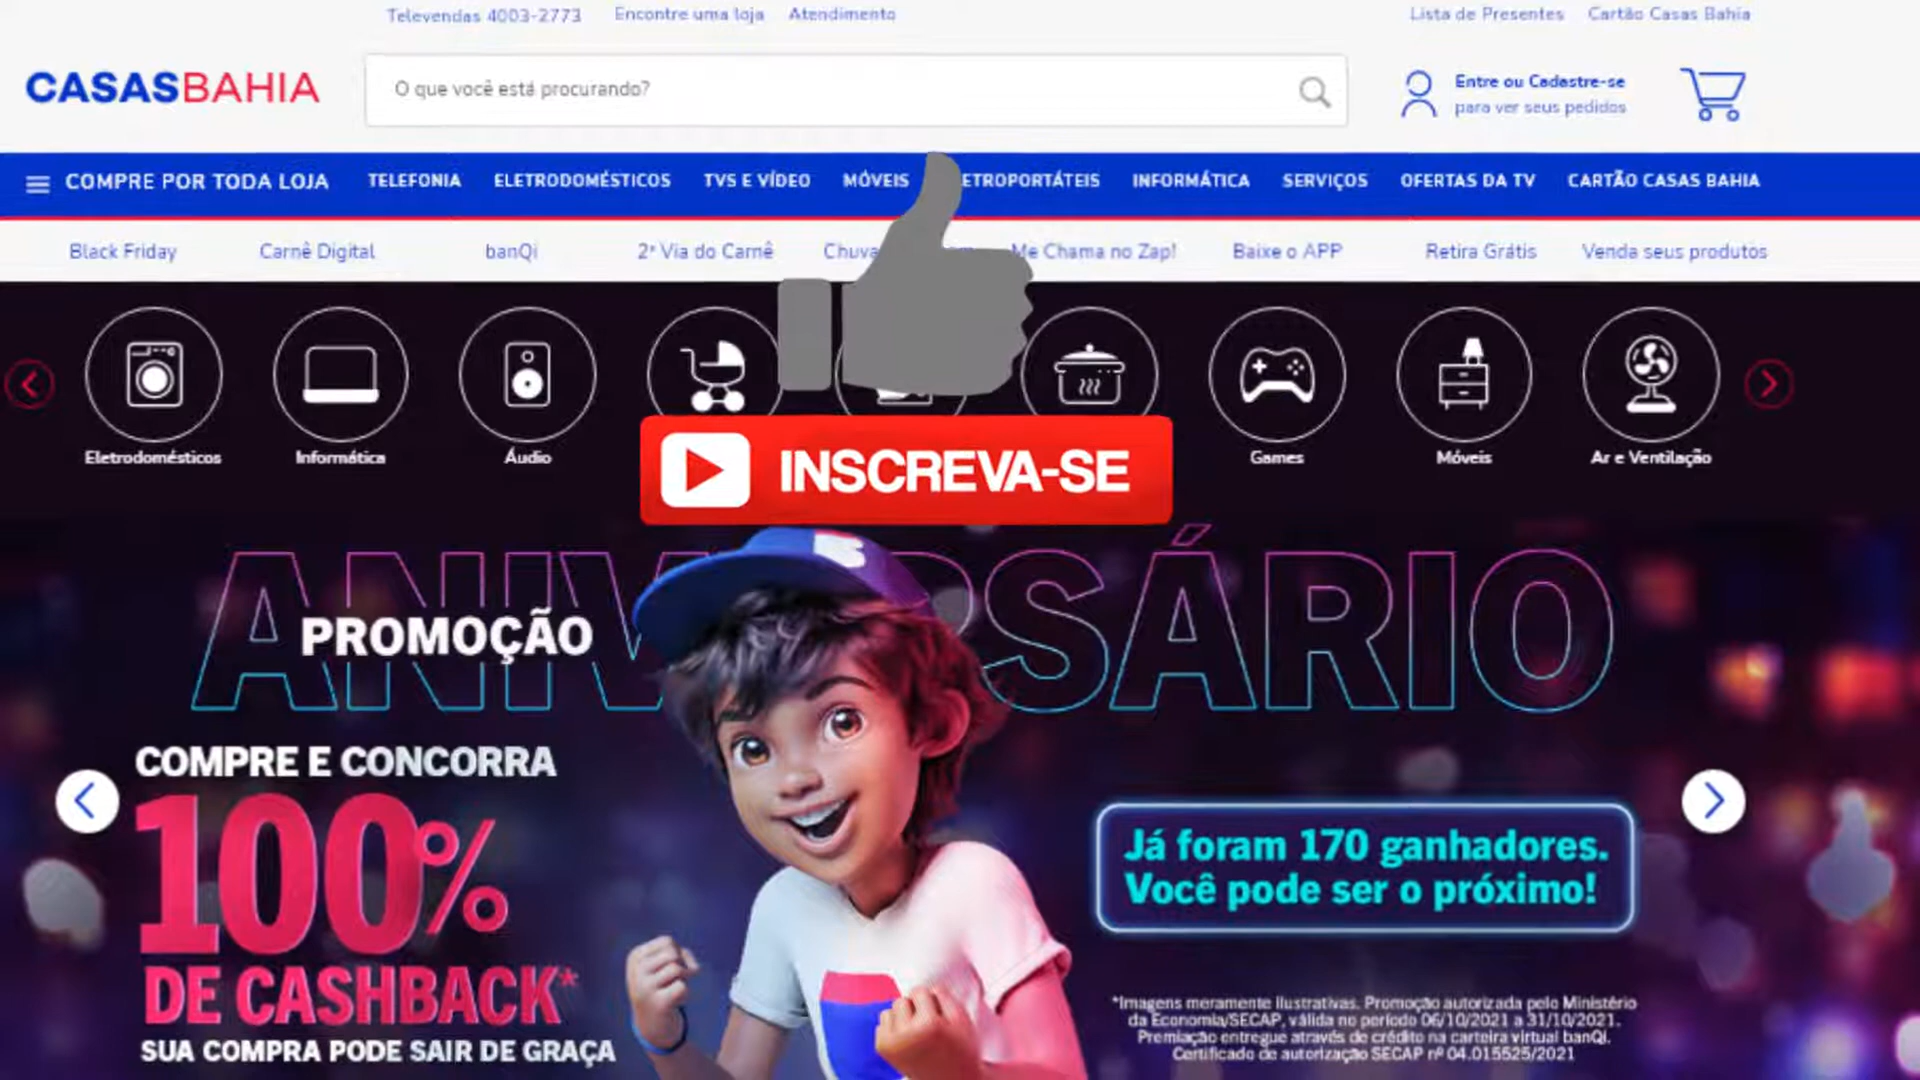 Televendas 4003-2773 Encontre uma loja Atendimento Lista de Presentes Cartão Casas Bahia
CASASBAHIA
O que você está procurando?
Entre ou Cadastre-se
para ver seus pedidos
COMPRE POR TODA LOJA TELEFONIA ELETRODOMÉSTICOS TVS E VÍDEO MÓVEIS ETROPORTÁTEIS INFORMÁTICA SERVIÇOS OFERTAS DA TV CARTÃO CASAS BAHIA
Black Friday Carnê Digital banQi 2ª Via do Carnê Chuva Me Chama no Zap! Baixe o APP Retira Grátis Venda seus produtos
Eletrodomésticos Informática Áudio Games Móveis Ar e Ventilação
INSCREVA-SE
ANIV RSÁRIO
PROMOÇÃO
COMPRE E CONCORRA
100%
DE CASHBACK*
SUA COMPRA PODE SAIR DE GRAÇA
Já foram 170 ganhadores.
Você pode ser o próximo!
*Imagens meramente ilustrativas. Promoção autorizada pelo Ministério
da Economia/SECAP, válida no período 06/10/2021 a 31/10/2021.
Premiação entregue através de crédito na carteira virtual banQi.
Certificado de autorização SECAP nº 04.015525/2021